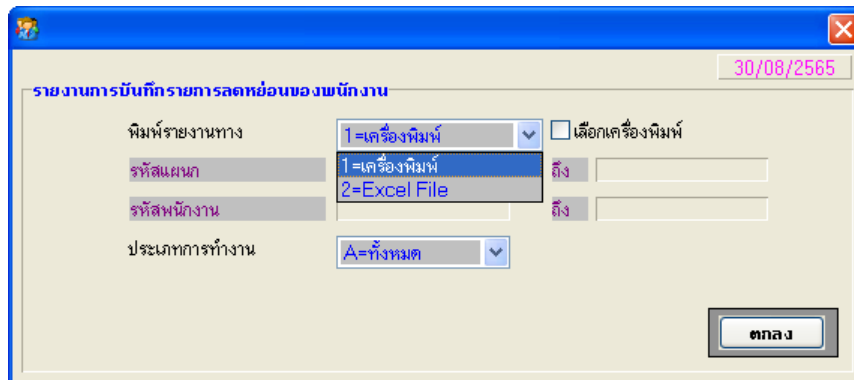 30/08/2565
รายงานการบันทึกรายการลดหย่อนของพนักงาน
พิมพ์รายงานทาง 1=เครื่องพิมพ์ เลือกเครื่องพิมพ์
1=เครื่องพิมพ์
รหัสแผนก ถึง
2=Excel File
รหัสพนักงาน ถึง
ประเภทการทำงาน A=ทั้งหมด
ตกลง